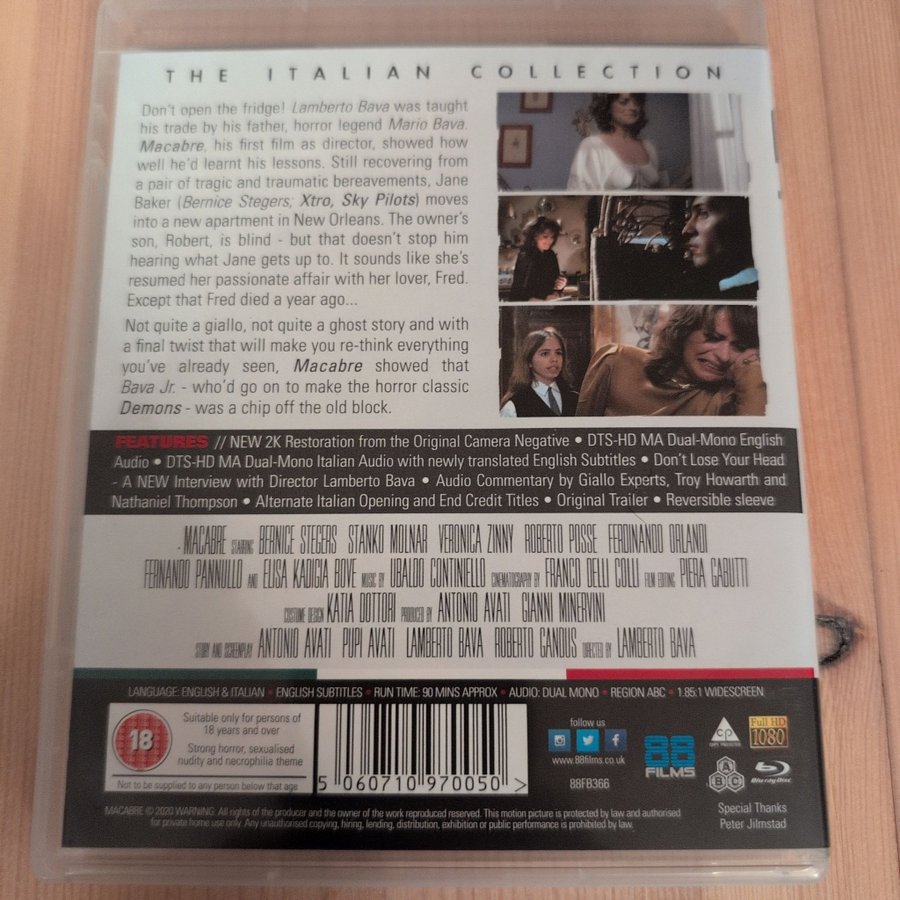 THE ITALIAN COLLECTION
Don't open the fridge! Lamberto Bava was taught
his trade by his father, horror legend Mario Bava.
Macabre, his first film as director, showed how
well he'd learnt his lessons. Still recovering from
a pair of tragic and traumatic bereavements, Jane
Baker (Bernice Stegers; Xtro, Sky Pilots) moves
into a new apartment in New Orleans. The owner's
son, Robert, is blind - but that doesn't stop him
hearing what Jane gets up to. It sounds like she's
resumed her passionate affair with her lover, Fred.
Except that Fred died a year ago...
Not quite a giallo, not quite a ghost story and with
a final twist that will make you re-think everything
you've already seen, Macabre showed that
Bava Jr. - who'd go on to make the horror classic
Demons - was a chip off the old block.
FEATURES // NEW 2K Restoration from the Original Camera Negative • DTS-HD MA Dual-Mono English
Audio • DTS-HD MA Dual-Mono Italian Audio with newly translated English Subtitles • Don't Lose Your Head
- A NEW Interview with Director Lamberto Bava • Audio Commentary by Giallo Experts, Troy Howarth and
Nathaniel Thompson • Alternate Italian Opening and End Credit Titles • Original Trailer • Reversible sleeve
MACABRE STARRING BERNICE STEGERS STANKO MOLNAR VERONICA ZINNY ROBERTO POSSE FERDINANDO ORLANDI
FERNANDO PANNULLO AND ELISA KADIGIA BOVE MUSIC BY UBALDO CONTINIELLO CINEMATOGRAPHY BY FRANCO DELLI COLLI FILM EDITING PIERA GABUTTI
COSTUME DESIGN KATIA DOTTORI PRODUCED BY ANTONIO AVATI GIANNI MINERVINI
STORY AND SCREENPLAY ANTONIO AVATI PUPI AVATI LAMBERTO BAVA ROBERTO GANDUS DIRECTED BY LAMBERTO BAVA
LANGUAGE: ENGLISH & ITALIAN • ENGLISH SUBTITLES • RUN TIME: 90 MINS APPROX • AUDIO: DUAL MONO • REGION ABC • 1.85:1 WIDESCREEN
18
Suitable only for persons of
18 years and over
Strong horror, sexualised
nudity and necrophilia theme
Not to be supplied to any person below that age
5 060710 970050 >
follow us
www.88films.co.uk
88FB366
88
FILMS
cp
COPY PROTECTED
Full HD
1080
A B C
Blu-ray Disc
Special Thanks
Peter Jilmstad
MACABRE © 2020 WARNING: All rights of the producer and the owner of the work reproduced reserved. This motion picture is protected by law and authorised
for private home use only. Any unauthorised copying, hiring, lending, distribution, exhibition or public performance is prohibited by law.